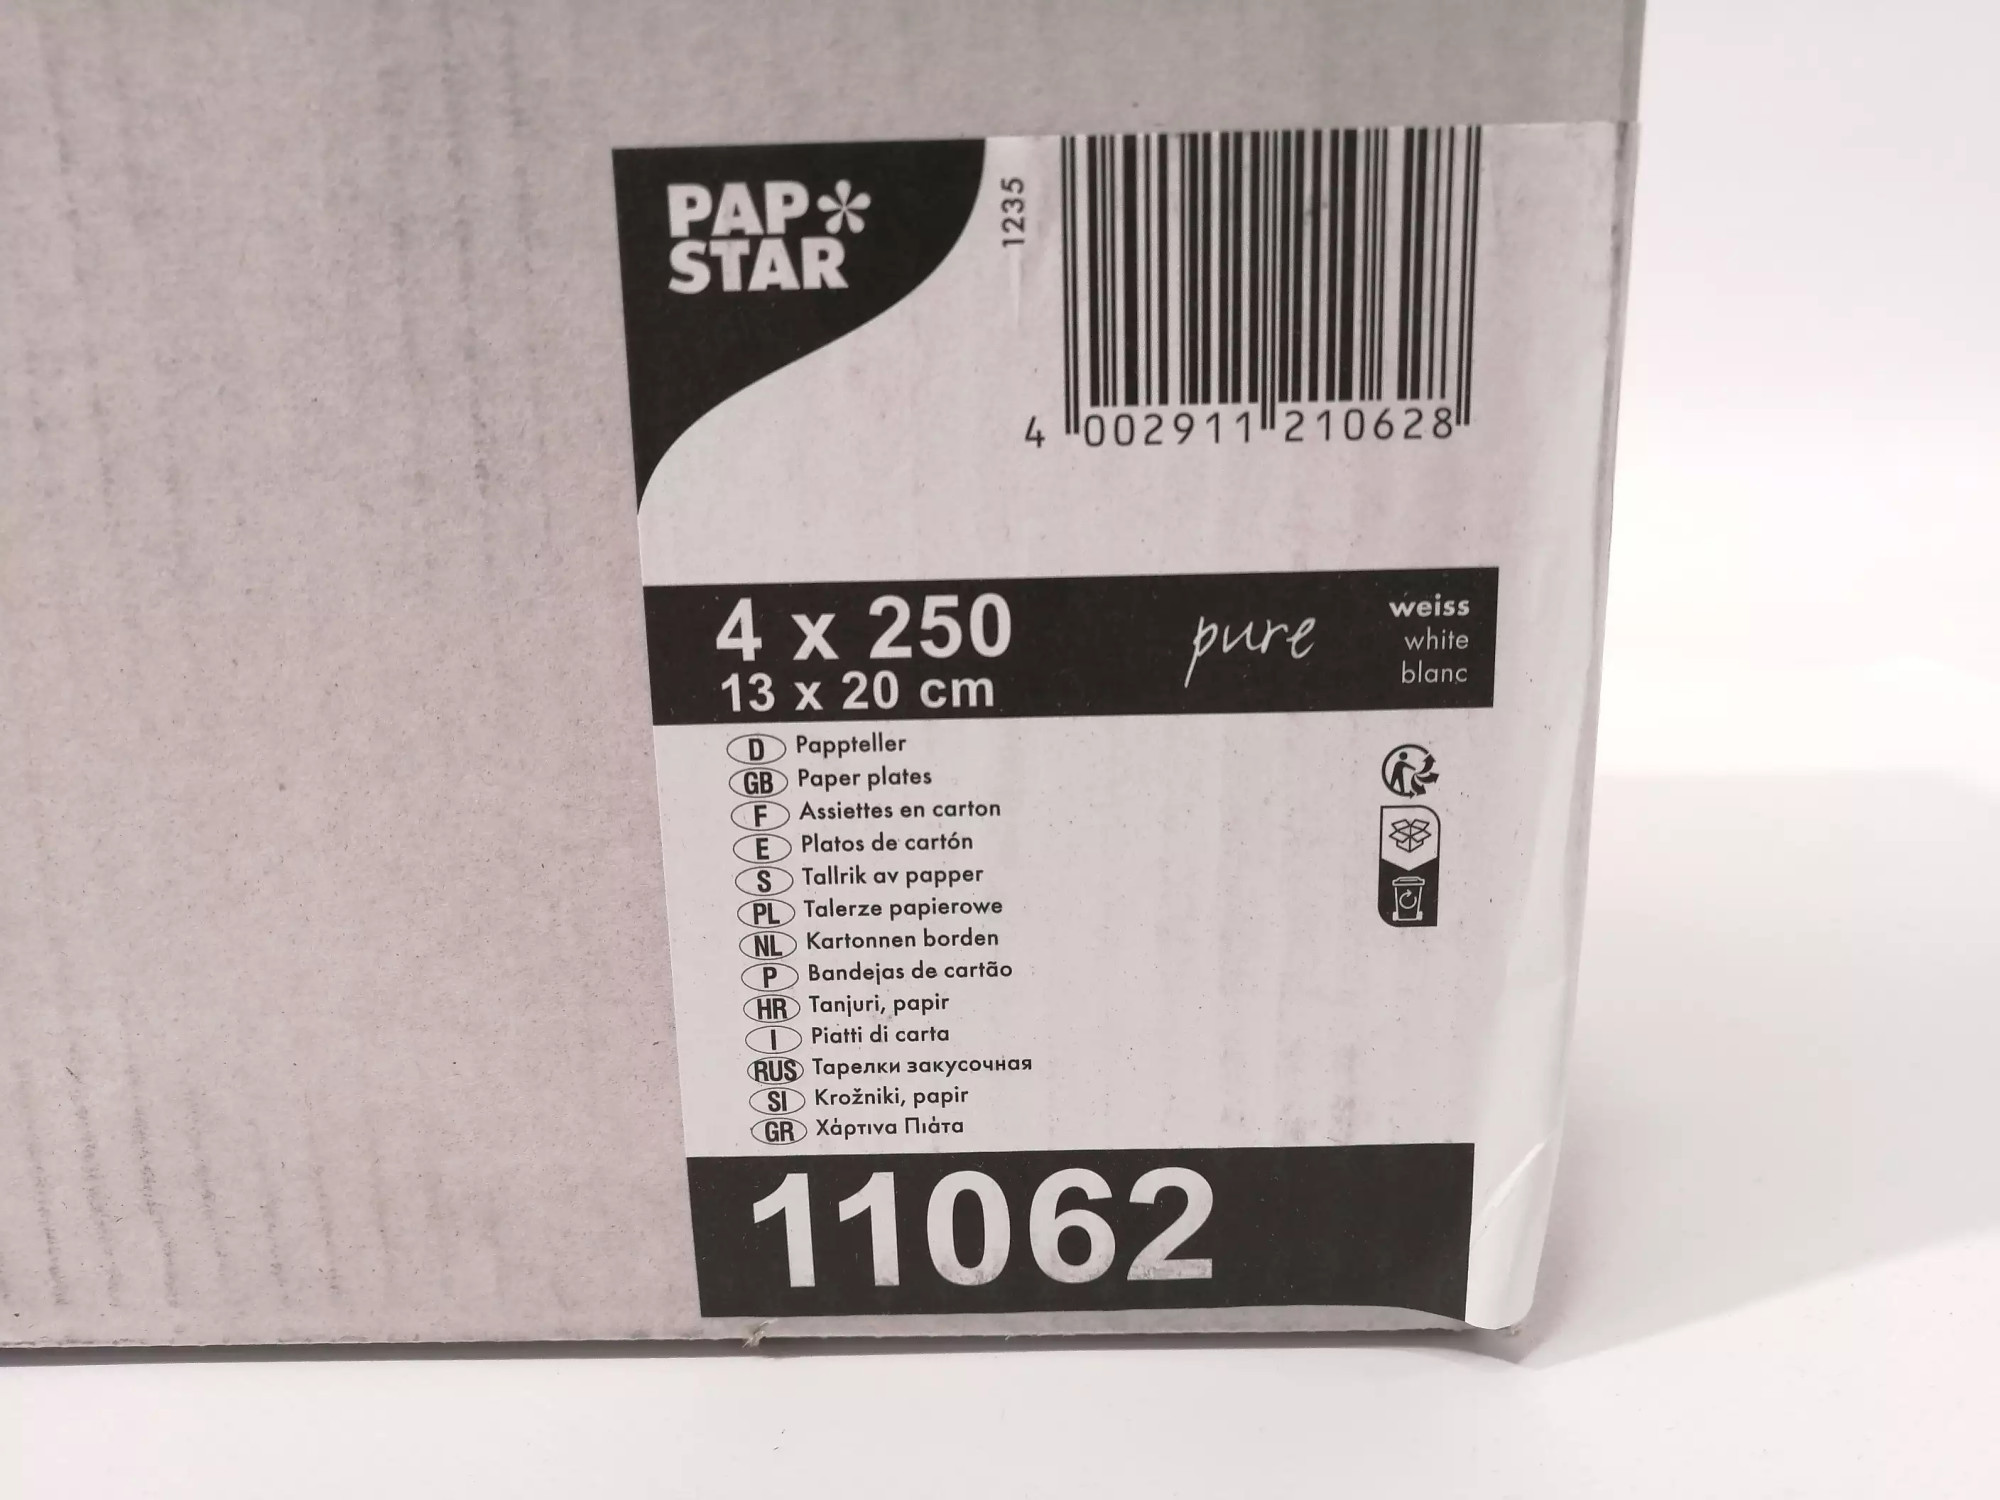 PAP
STAR
1235
4 002911 210628
4 x 250
13 x 20 cm
pure
weiss
white
blanc
D Pappteller
GB Paper plates
F Assiettes en carton
E Platos de cartón
S Tallrik av papper
PL Talerze papierowe
NL Kartonnen borden
P Bandejas de cartão
HR Tanjuri, papir
I Piatti di carta
RUS Тарелки закусочная
SI Krožniki, papir
GR Χάρτινα Πιάτα
11062